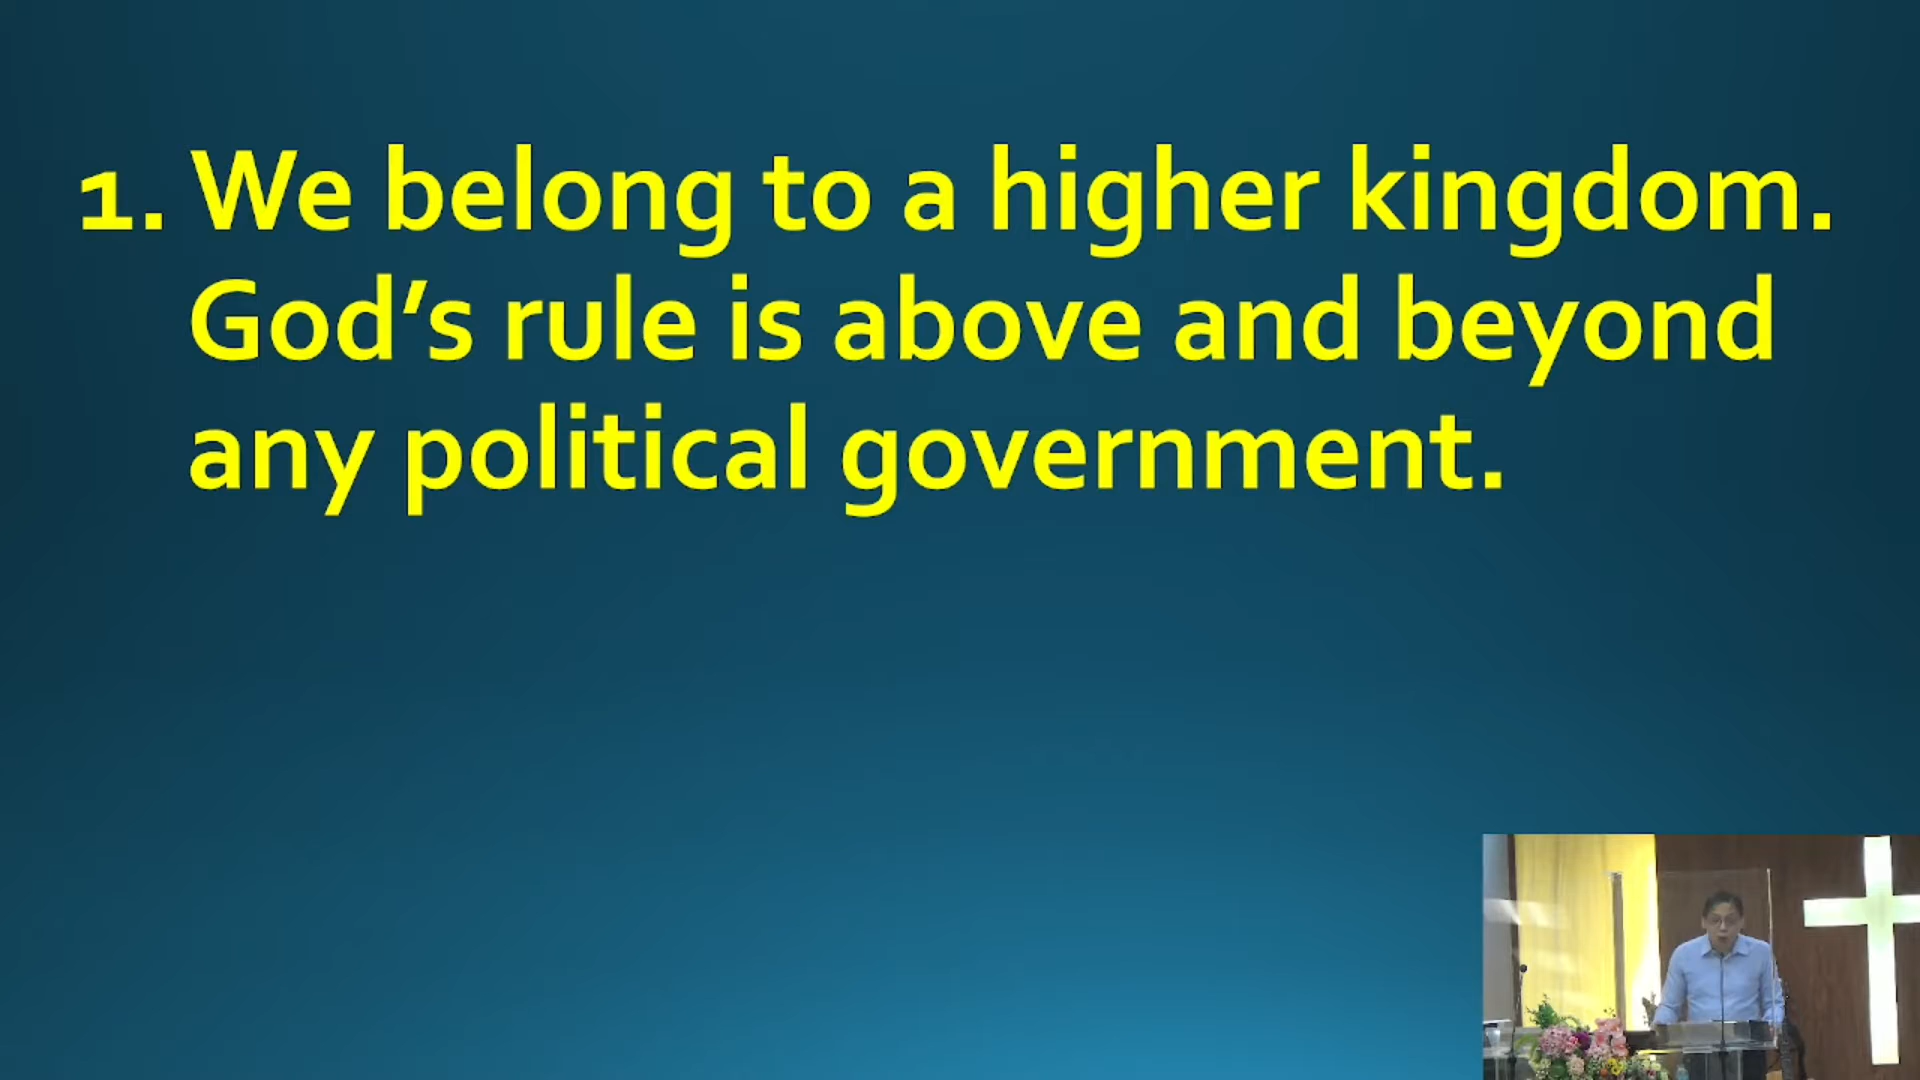 1. We belong to a higher kingdom.
God’s rule is above and beyond
any political government.